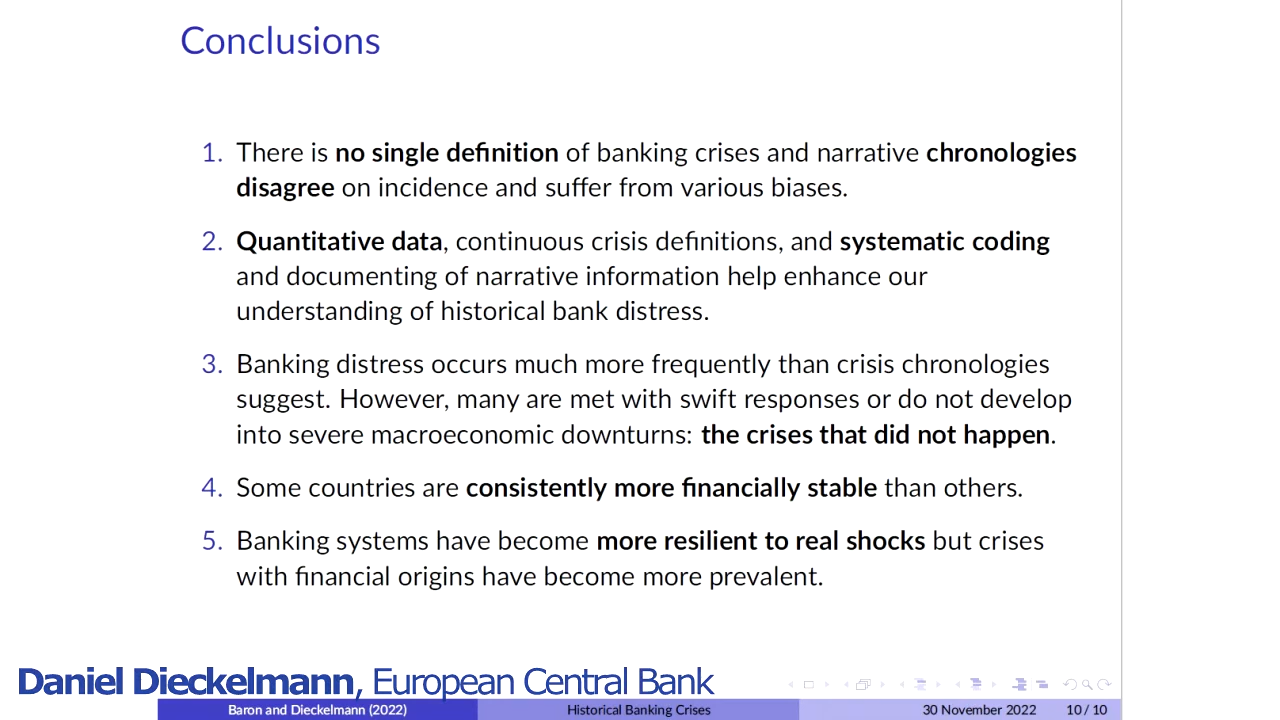 Conclusions
1. There is no single definition of banking crises and narrative chronologies
disagree on incidence and suffer from various biases.
2. Quantitative data, continuous crisis definitions, and systematic coding
and documenting of narrative information help enhance our
understanding of historical bank distress.
3. Banking distress occurs much more frequently than crisis chronologies
suggest. However, many are met with swift responses or do not develop
into severe macroeconomic downturns: the crises that did not happen.
4. Some countries are consistently more financially stable than others.
5. Banking systems have become more resilient to real shocks but crises
with financial origins have become more prevalent.
Daniel Dieckelmann, European Central Bank
Baron and Dieckelmann (2022) Historical Banking Crises 30 November 2022 10 / 10